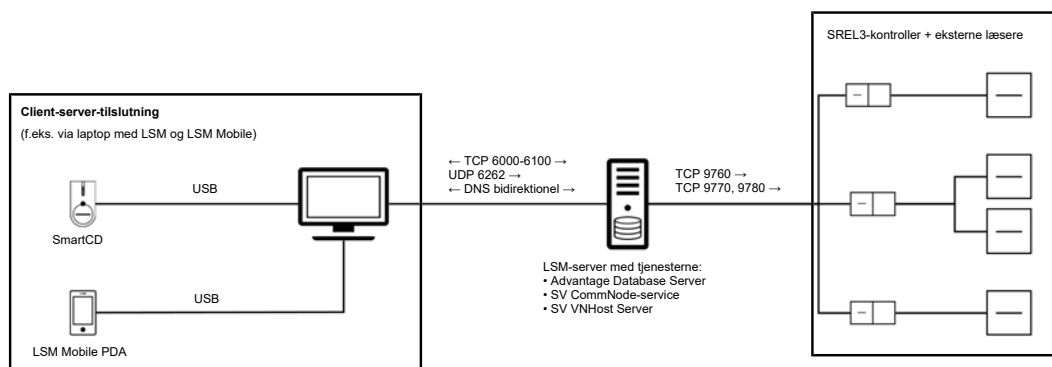 SREL3-kontroller + eksterne læsere
Client-server-tilslutning
(f.eks. via laptop med LSM og LSM Mobile)
USB
SmartCD
USB
LSM Mobile PDA
← TCP 6000-6100 →
UDP 6262 →
← DNS bidirektionel →
TCP 9760 →
TCP 9770, 9780 →
LSM-server med tjenesterne:
• Advantage Database Server
• SV CommNode-service
• SV VNHost Server